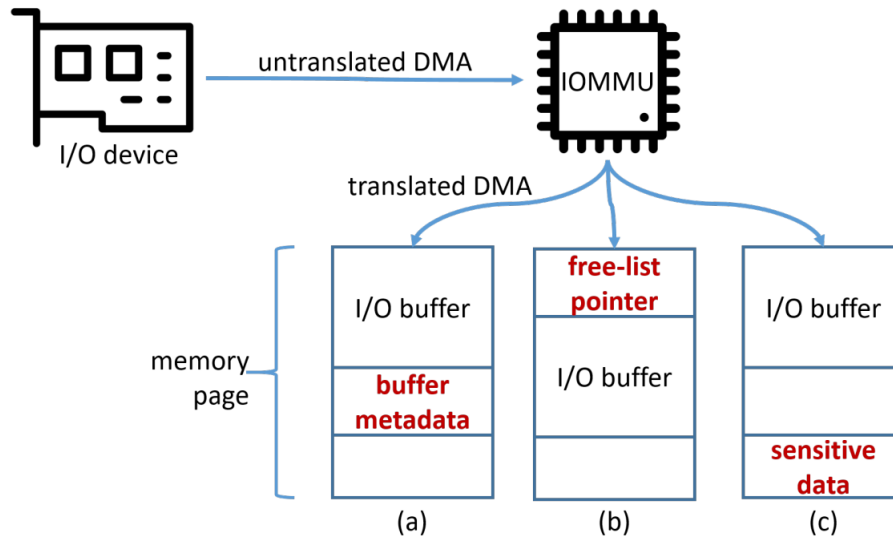 untranslated DMA
IOMMU
I/O device
translated DMA
memory
page
I/O buffer
buffer
metadata
(a)
free-list
pointer
I/O buffer
(b)
I/O buffer
sensitive
data
(c)